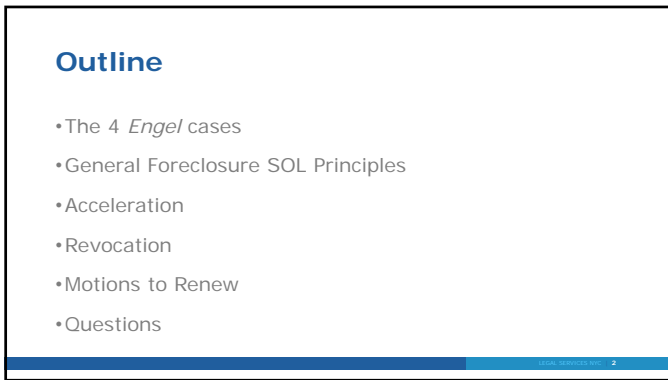 Outline
•The 4 Engel cases
•General Foreclosure SOL Principles
•Acceleration
•Revocation
•Motions to Renew
•Questions
LEGAL SERVICES NYC 2